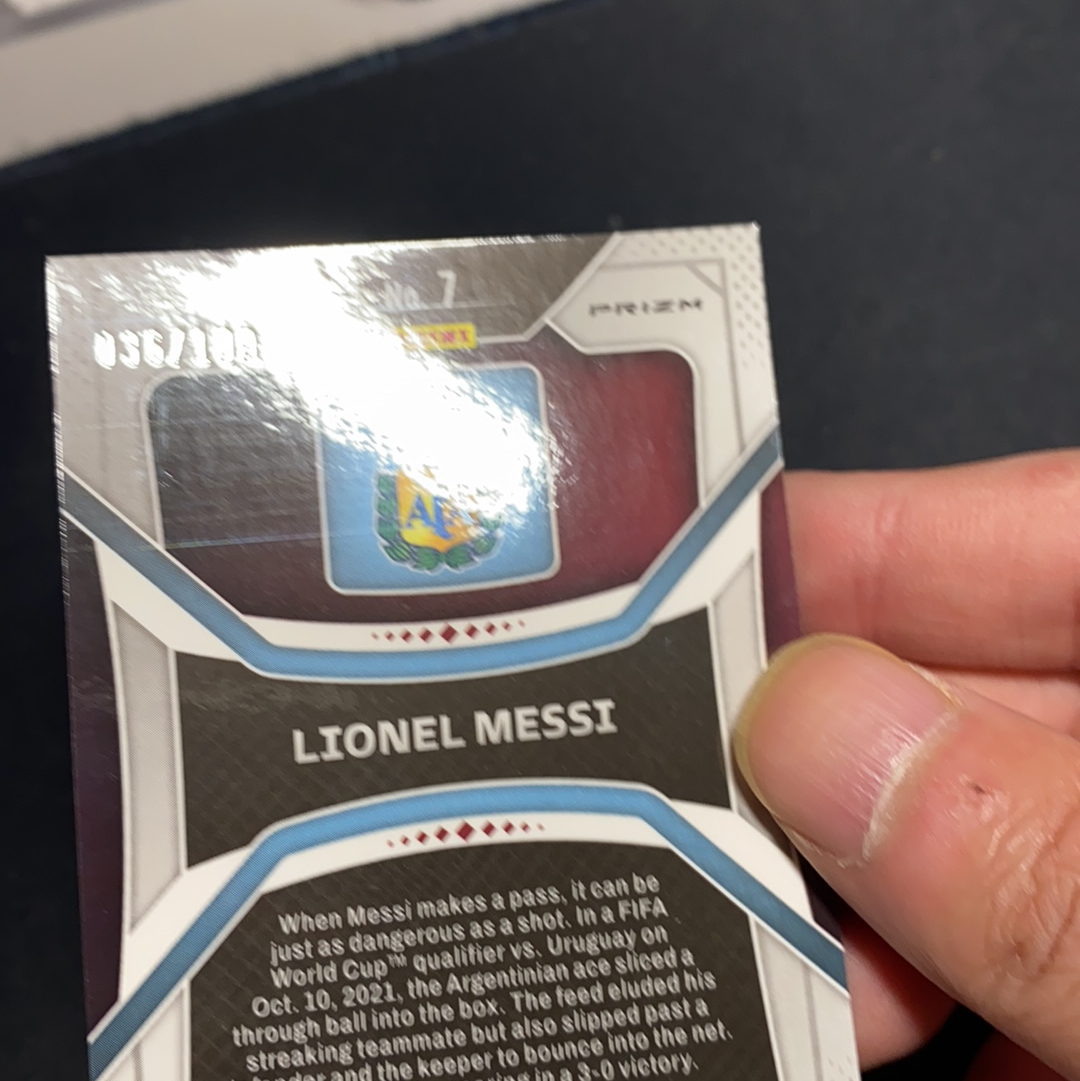 No. 7
PRIZM
036/100
LIONEL MESSI
When Messi makes a pass, it can be
just as dangerous as a shot. In a FIFA
World Cup™ qualifier vs. Uruguay on
Oct. 10, 2021, the Argentinian ace sliced a
through ball into the box. The feed eluded his
streaking teammate but also slipped past a
and the keeper to bounce into the net.
in a 3-0 victory.